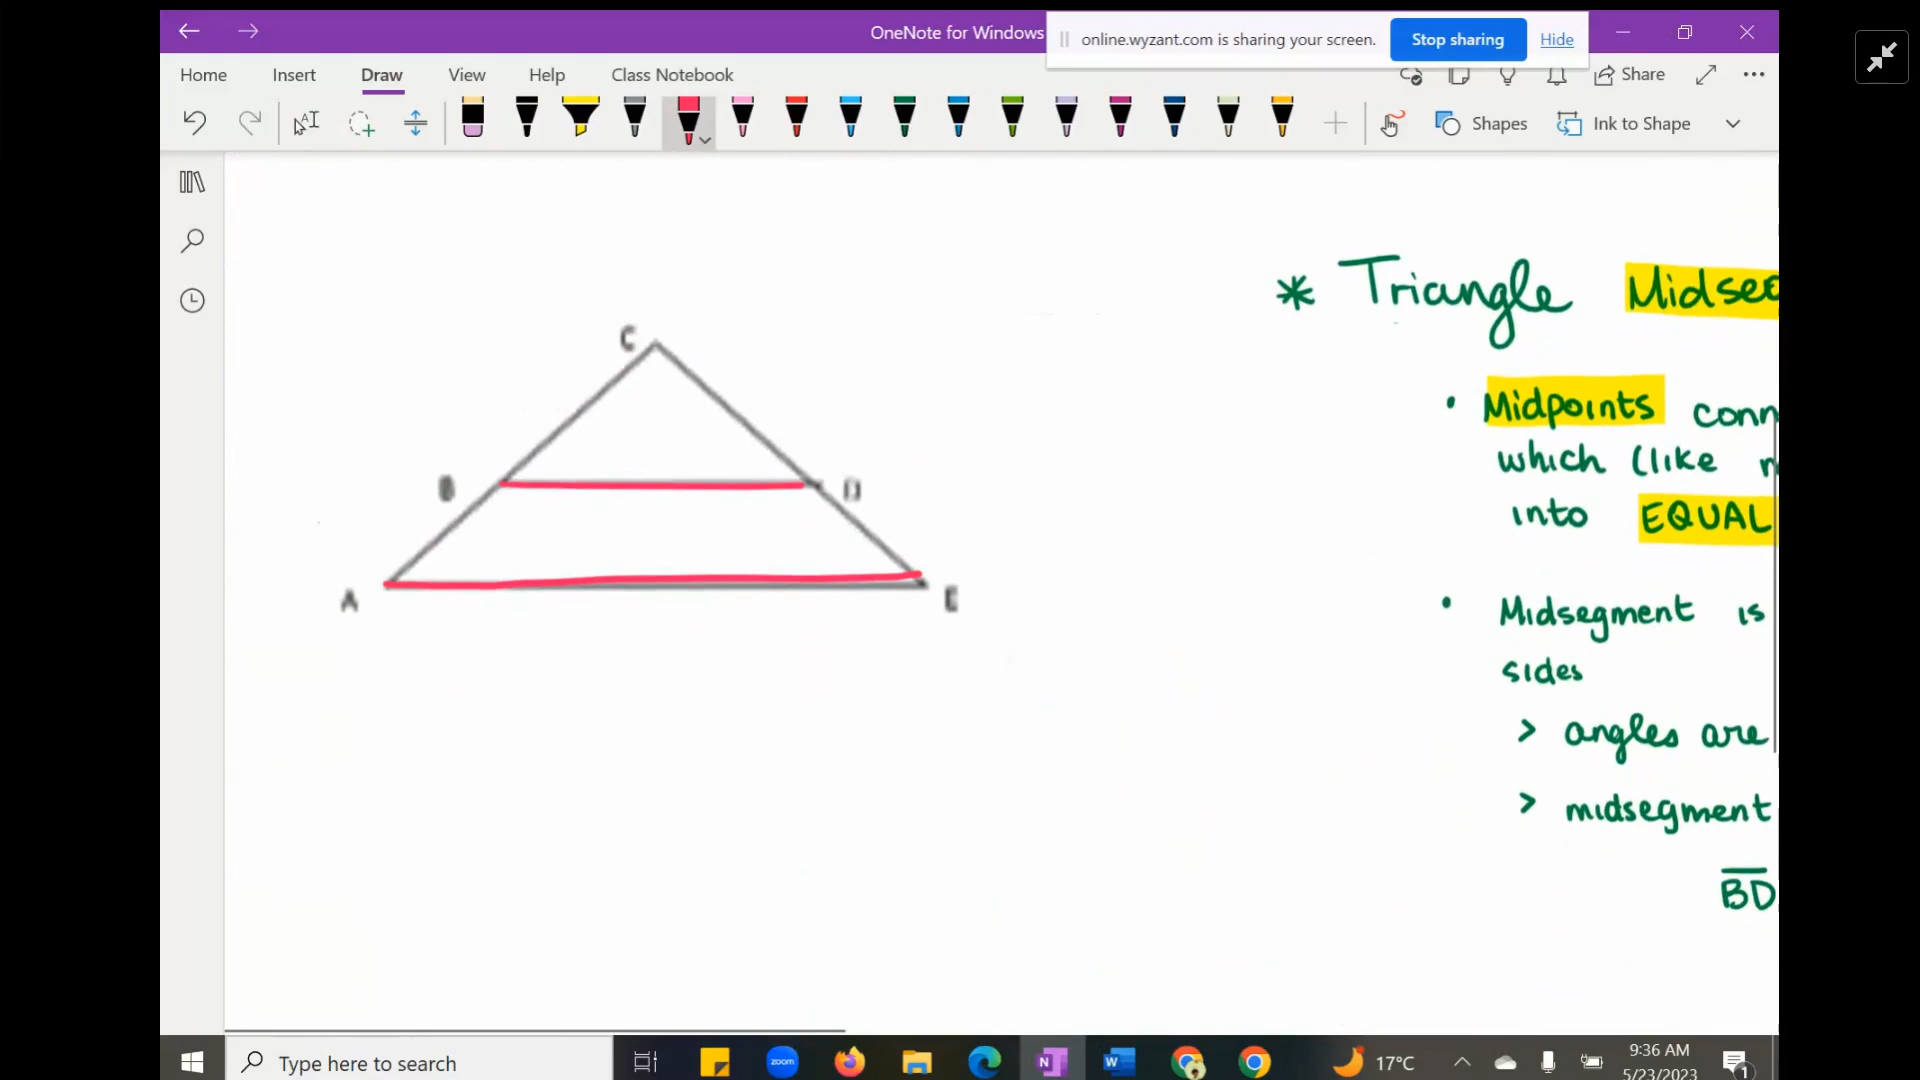 OneNote for Windows
online.wyzant.com is sharing your screen.
Stop sharing
Hide
Home Insert Draw View Help Class Notebook
Share
Shapes
Ink to Shape
* Triangle Midseg
C
• Midpoints conn
which (like
B D
into EQUAL
A E
• Midsegment is
sides
> angles are
> midsegment
BD
Type here to search
zoom
17°C
9:36 AM
5/23/2023
1